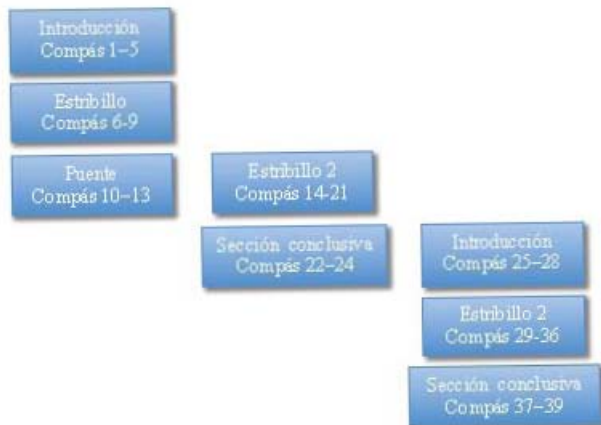 Introducción
Compás 1–5
Estribillo
Compás 6-9
Puente
Compás 10–13
Estribillo 2
Compás 14-21
Sección conclusiva
Compás 22–24
Introducción
Compás 25–28
Estribillo 2
Compás 29-36
Sección conclusiva
Compás 37–39